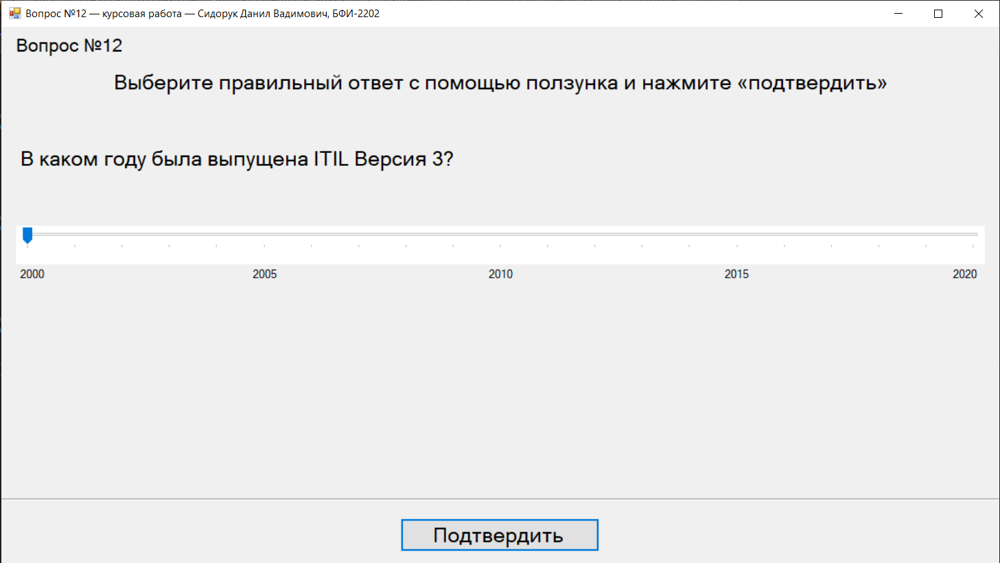 Вопрос №12 — курсовая работа — Сидорук Данил Вадимович, БФИ-2202
Вопрос №12
Выберите правильный ответ с помощью ползунка и нажмите «подтвердить»
В каком году была выпущена ITIL Версия 3?
2000 2005 2010 2015 2020
Подтвердить